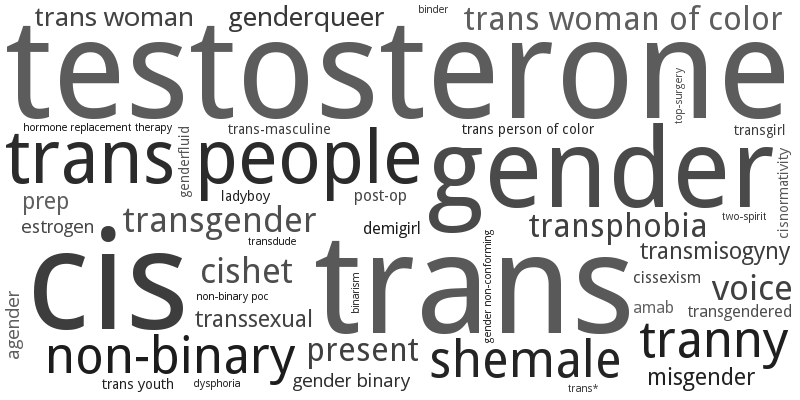 trans woman
genderqueer
binder
trans woman of color
testosterone
top-surgery
hormone replacement therapy
trans-masculine
trans person of color
transgirl
trans people
genderfluid
gender
cisnormativity
prep
ladyboy
post-op
estrogen
transgender
demigirl
transphobia
two-spirit
transdude
cis
cishet
trans
binarism
gender non-conforming
transmisogyny
cissexism
voice
non-binary poc
amab
transgendered
agender
transsexual
non-binary
present
shemale
tranny
trans youth
dysphoria
gender binary
trans*
misgender